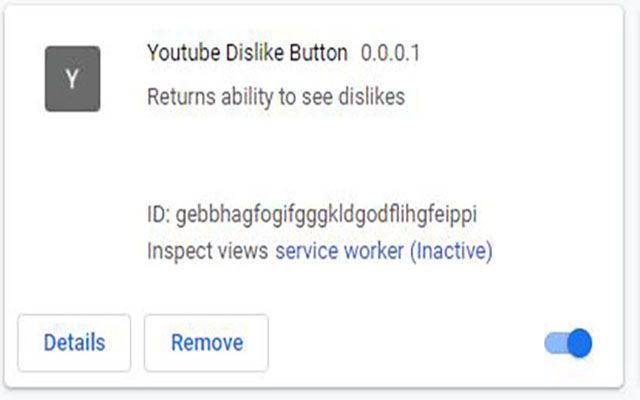 Y
Youtube Dislike Button 0.0.0.1
Returns ability to see dislikes
ID: gebbhagfogifgggkldgodflihgfeippi
Inspect views service worker (Inactive)
Details Remove